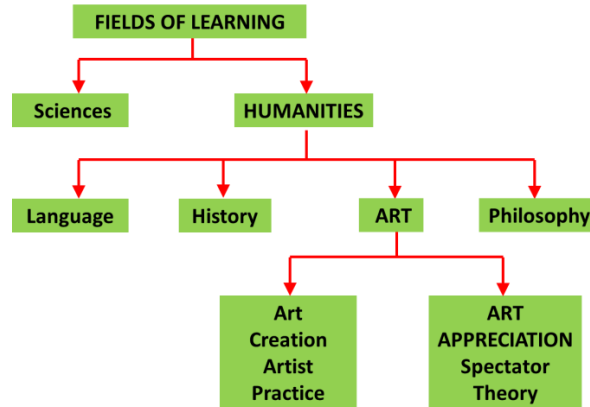 FIELDS OF LEARNING
Sciences
HUMANITIES
Language
History
ART
Philosophy
Art
Creation
Artist
Practice
ART
APPRECIATION
Spectator
Theory